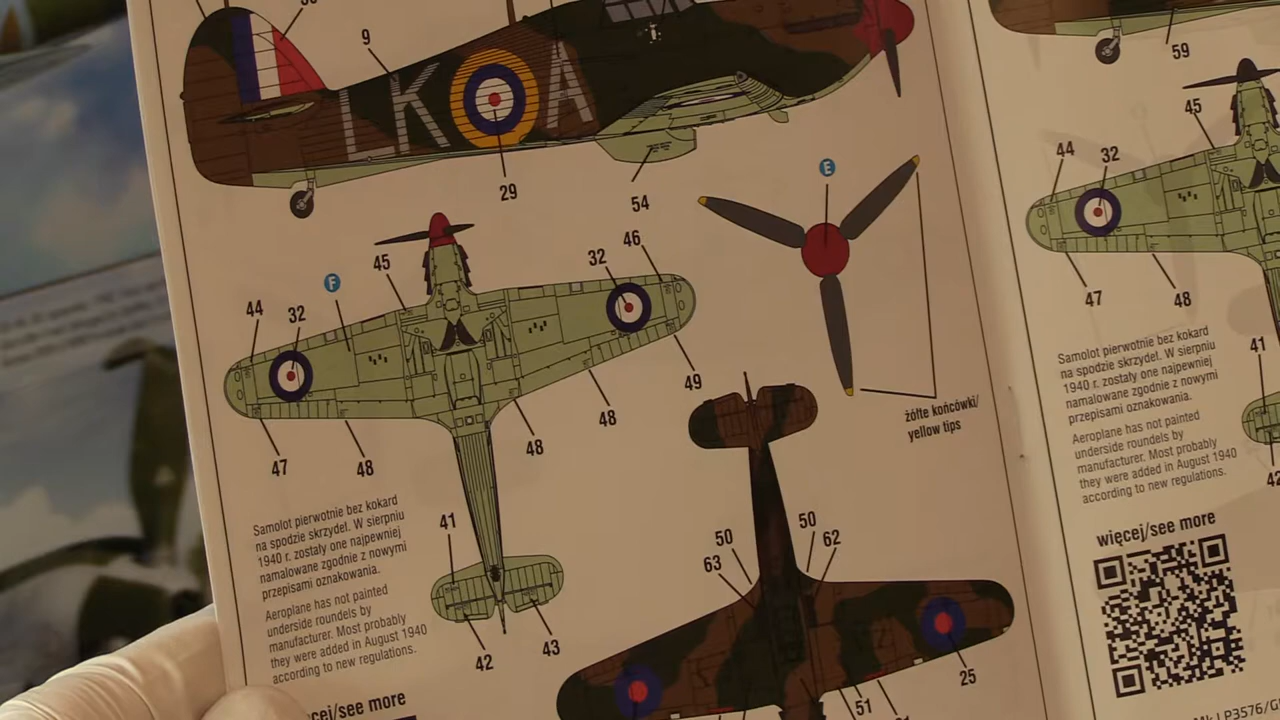 9
LK A
29
54
59
E
45
44
32
46
32
45
F
44
32
47
48
49
48
48
47
48
żółte końcówki/
yellow tips
Samolot pierwotnie bez kokard
na spodzie skrzydeł. W sierpniu
1940 r. zostały one najpewniej
namalowane zgodnie z nowymi
przepisami oznakowania.
Aeroplane has not painted
underside roundels by
manufacturer. Most probably
they were added in August 1940
according to new regulations.
41
42
43
50
50
62
63
25
51
Samolot pierwotnie bez kokard
na spodzie skrzydeł. W sierpniu
1940 r. zostały one najpewniej
namalowane zgodnie z nowymi
przepisami oznakowania.
Aeroplane has not painted
underside roundels by
manufacturer. Most probably
they were added in August 1940
according to new regulations.
41
42
więcej/see more
see more